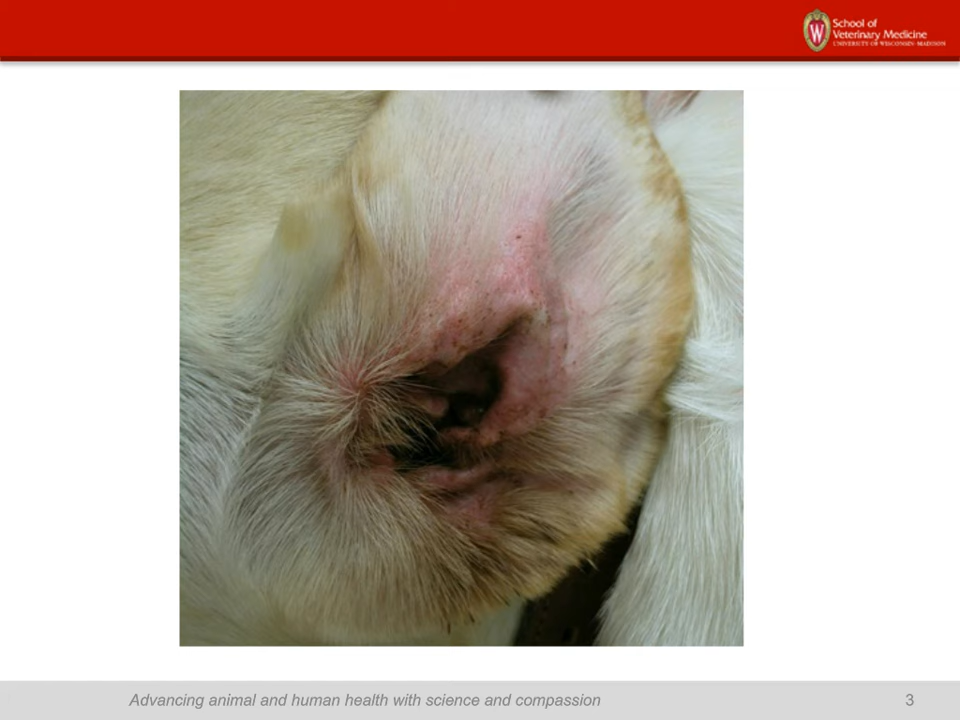 School of
Veterinary Medicine
UNIVERSITY OF WISCONSIN-MADISON
Advancing animal and human health with science and compassion
3